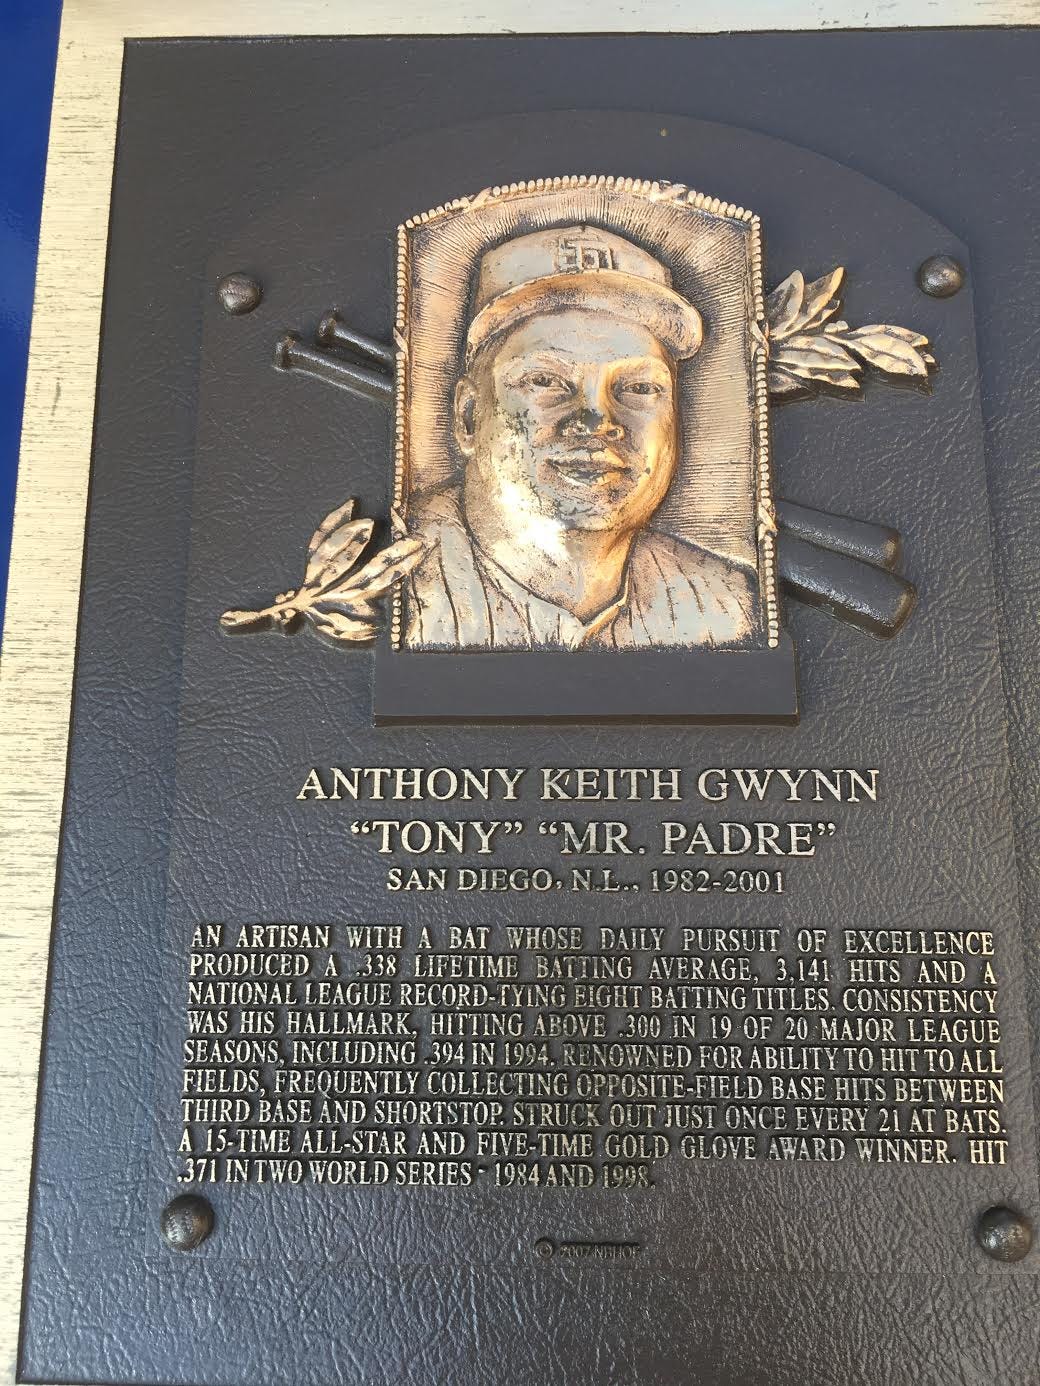 SD
ANTHONY KEITH GWYNN
“TONY” “MR. PADRE”
SAN DIEGO, N.L., 1982-2001
AN ARTISAN WITH A BAT WHOSE DAILY PURSUIT OF EXCELLENCE
PRODUCED A .338 LIFETIME BATTING AVERAGE, 3,141 HITS AND A
NATIONAL LEAGUE RECORD-TYING EIGHT BATTING TITLES. CONSISTENCY
WAS HIS HALLMARK, HITTING ABOVE .300 IN 19 OF 20 MAJOR LEAGUE
SEASONS, INCLUDING .394 IN 1994. RENOWNED FOR ABILITY TO HIT TO ALL
FIELDS, FREQUENTLY COLLECTING OPPOSITE-FIELD BASE HITS BETWEEN
THIRD BASE AND SHORTSTOP. STRUCK OUT JUST ONCE EVERY 21 AT BATS.
A 15-TIME ALL-STAR AND FIVE-TIME GOLD GLOVE AWARD WINNER. HIT
.371 IN TWO WORLD SERIES - 1984 AND 1998.
© 2007 NBHOF